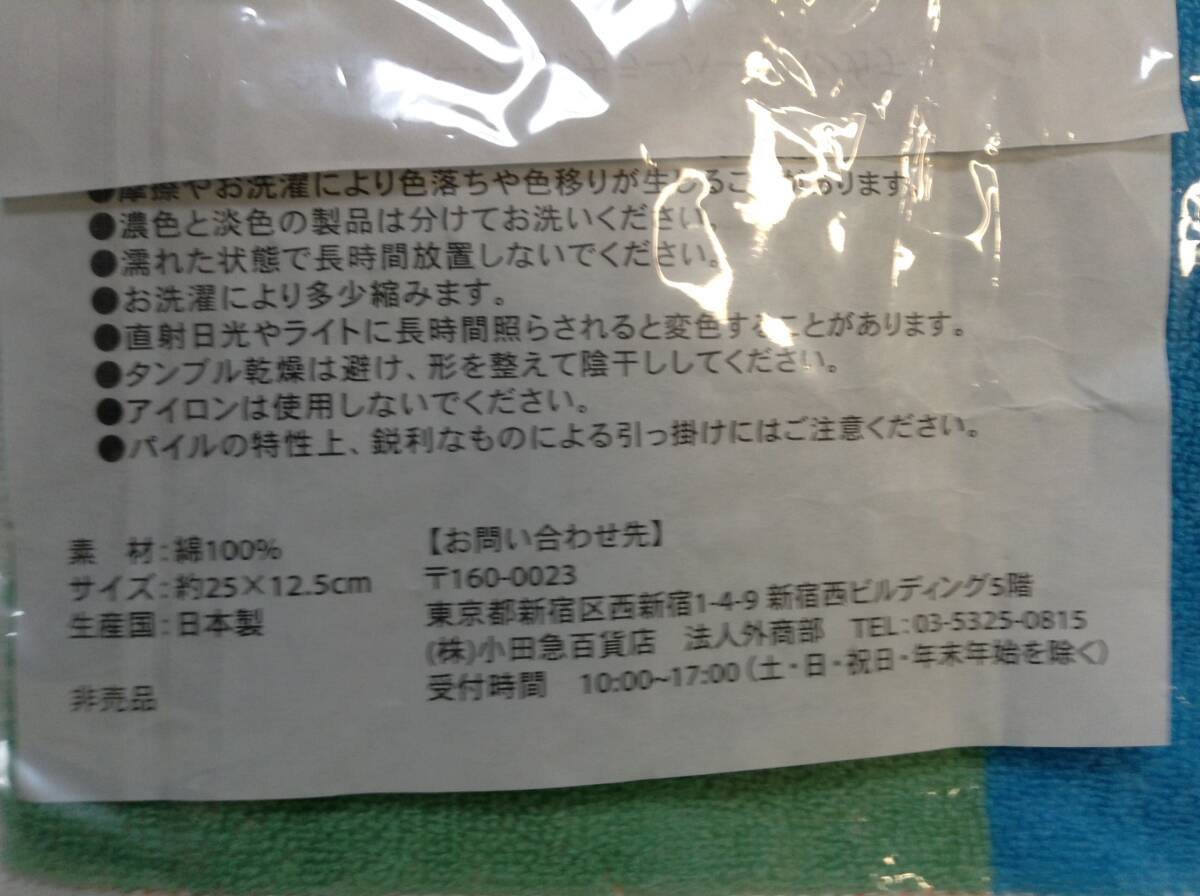 ●摩擦やお洗濯により色落ちや色移りが生じることがあります。
●濃色と淡色の製品は分けてお洗いください。
●濡れた状態で長時間放置しないでください。
●お洗濯により多少縮みます。
●直射日光やライトに長時間照らされると変色することがあります。
●タンブル乾燥は避け、形を整えて陰干ししてください。
●アイロンは使用しないでください。
●パイルの特性上、鋭利なものによる引っ掛けにはご注意ください。
素　材：綿100%
サイズ：約25×12.5cm
生産国：日本製
非売品
【お問い合わせ先】
〒160-0023
東京都新宿区西新宿1-4-9 新宿西ビルディング5階
(株)小田急百貨店　法人外商部　TEL：03-5325-0815
受付時間　10:00~17:00（土・日・祝日・年末年始を除く）